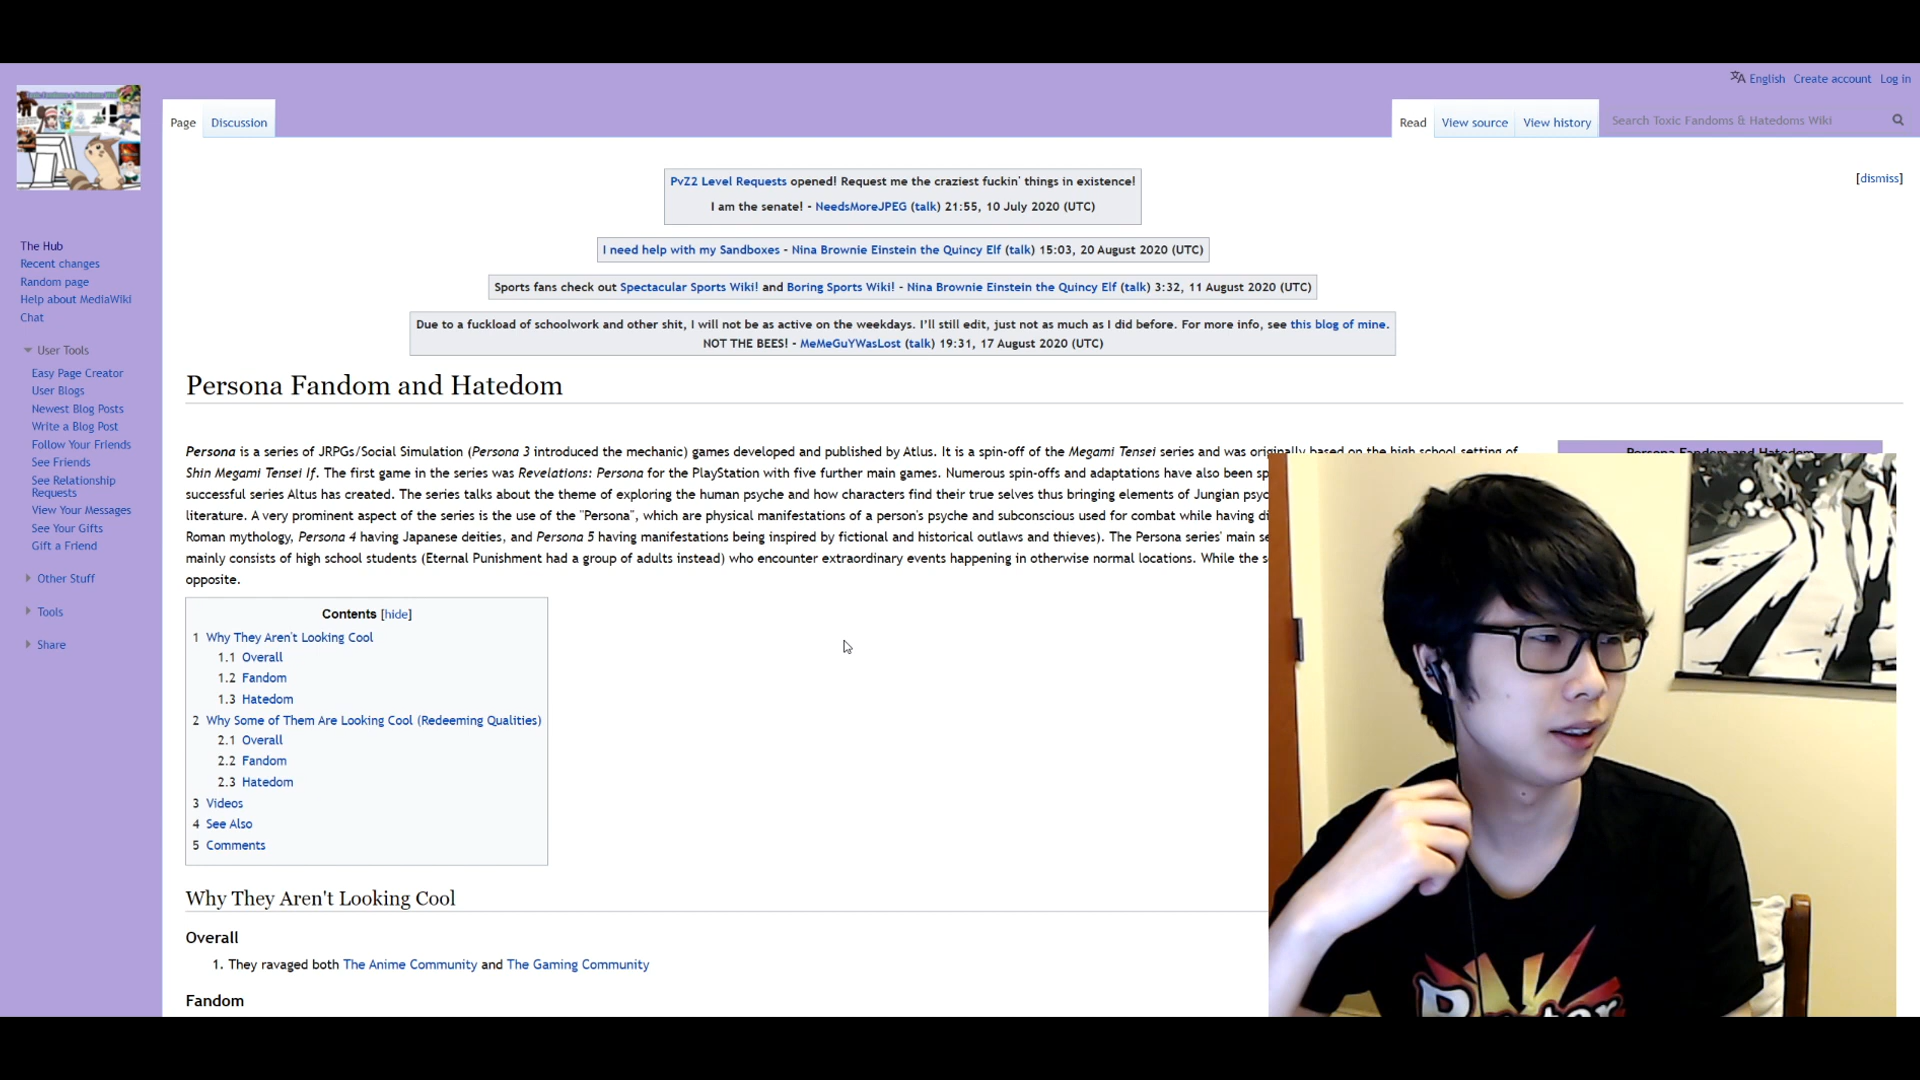 English Create account Log in
Page Discussion
Read View source View history Search Toxic Fandoms & Hatedoms Wiki
PvZ2 Level Requests opened! Request me the craziest fuckin' things in existence!
I am the senate! - NeedsMoreJPEG (talk) 21:55, 10 July 2020 (UTC)
[dismiss]
I need help with my Sandboxes - Nina Brownie Einstein the Quincy Elf (talk) 15:03, 20 August 2020 (UTC)
Sports fans check out Spectacular Sports Wiki! and Boring Sports Wiki! - Nina Brownie Einstein the Quincy Elf (talk) 3:32, 11 August 2020 (UTC)
Due to a fuckload of schoolwork and other shit, I will not be as active on the weekdays. I'll still edit, just not as much as I did before. For more info, see this blog of mine.
NOT THE BEES! - MeMeGuYWasLost (talk) 19:31, 17 August 2020 (UTC)
The Hub
Recent changes
Random page
Help about MediaWiki
Chat
User Tools
Easy Page Creator
User Blogs
Newest Blog Posts
Write a Blog Post
Follow Your Friends
See Friends
See Relationship
Requests
View Your Messages
See Your Gifts
Gift a Friend
Other Stuff
Tools
Share
Persona Fandom and Hatedom
Persona is a series of JRPGs/Social Simulation (Persona 3 introduced the mechanic) games developed and published by Atlus. It is spin-off of the Megami Tensei series and was originally based on the high school setting of
Shin Megami Tensei If. The first game in the series was Revelations: Persona for the PlayStation with five further main games. Numerous spin-offs and adaptations have also been sp
successful series Altus has created. The series talks about the theme of exploring the human psyche and how characters find their true selves thus bringing elements of Jungian psyc
literature. A very prominent aspect of the series is the use of the "Persona", which are physical manifestations of a person's psyche and subconscious used for combat while having di
Roman mythology, Persona 4 having Japanese deities, and Persona 5 having manifestations being inspired by fictional and historical outlaws and thieves). The Persona series' main se
mainly consists of high school students (Eternal Punishment had a group of adults instead) who encounter extraordinary events happening in otherwise normal locations. While the s
opposite.
Persona Fandom and Hatedom
Contents [hide]
1 Why They Aren't Looking Cool
1.1 Overall
1.2 Fandom
1.3 Hatedom
2 Why Some of Them Are Looking Cool (Redeeming Qualities)
2.1 Overall
2.2 Fandom
2.3 Hatedom
3 Videos
4 See Also
5 Comments
Why They Aren't Looking Cool
Overall
1. They ravaged both The Anime Community and The Gaming Community
Fandom